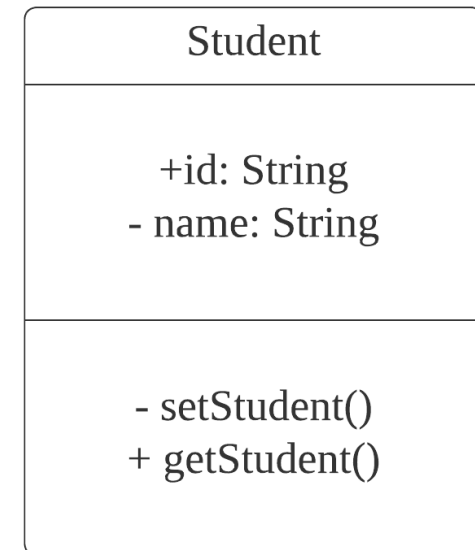 Student
+id: String
- name: String
- setStudent()
+ getStudent()